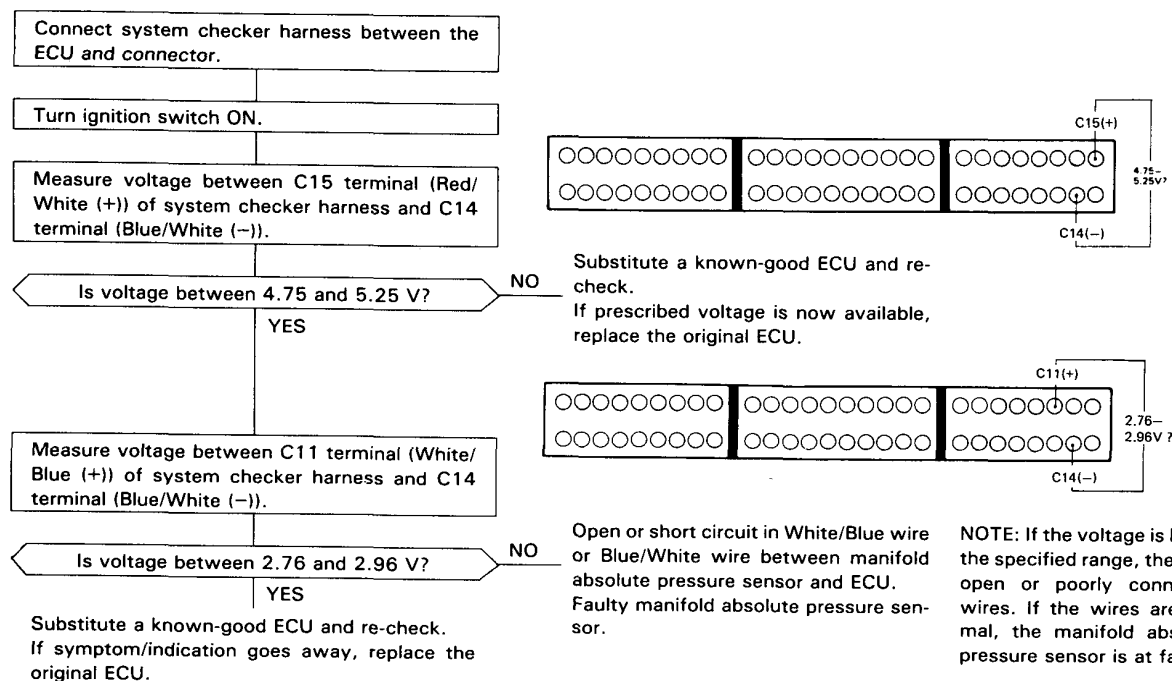 Connect system checker harness between the
ECU and connector.
Turn ignition switch ON.
Measure voltage between C15 terminal (Red/
White (+)) of system checker harness and C14
terminal (Blue/White (−)).
C15(+)
4.75–
5.25V?
C14(−)
Is voltage between 4.75 and 5.25 V?
NO
YES
Substitute a known-good ECU and re-
check.
If prescribed voltage is now available,
replace the original ECU.
C11(+)
2.76–
2.96V ?
C14(−)
Measure voltage between C11 terminal (White/
Blue (+)) of system checker harness and C14
terminal (Blue/White (−)).
Is voltage between 2.76 and 2.96 V?
NO
YES
Open or short circuit in White/Blue wire
or Blue/White wire between manifold
absolute pressure sensor and ECU.
Faulty manifold absolute pressure sen-
sor.
NOTE: If the voltage is
the specified range, the
open or poorly conn
wires. If the wires are
mal, the manifold abs
pressure sensor is at fa
Substitute a known-good ECU and re-check.
If symptom/indication goes away, replace the
original ECU.